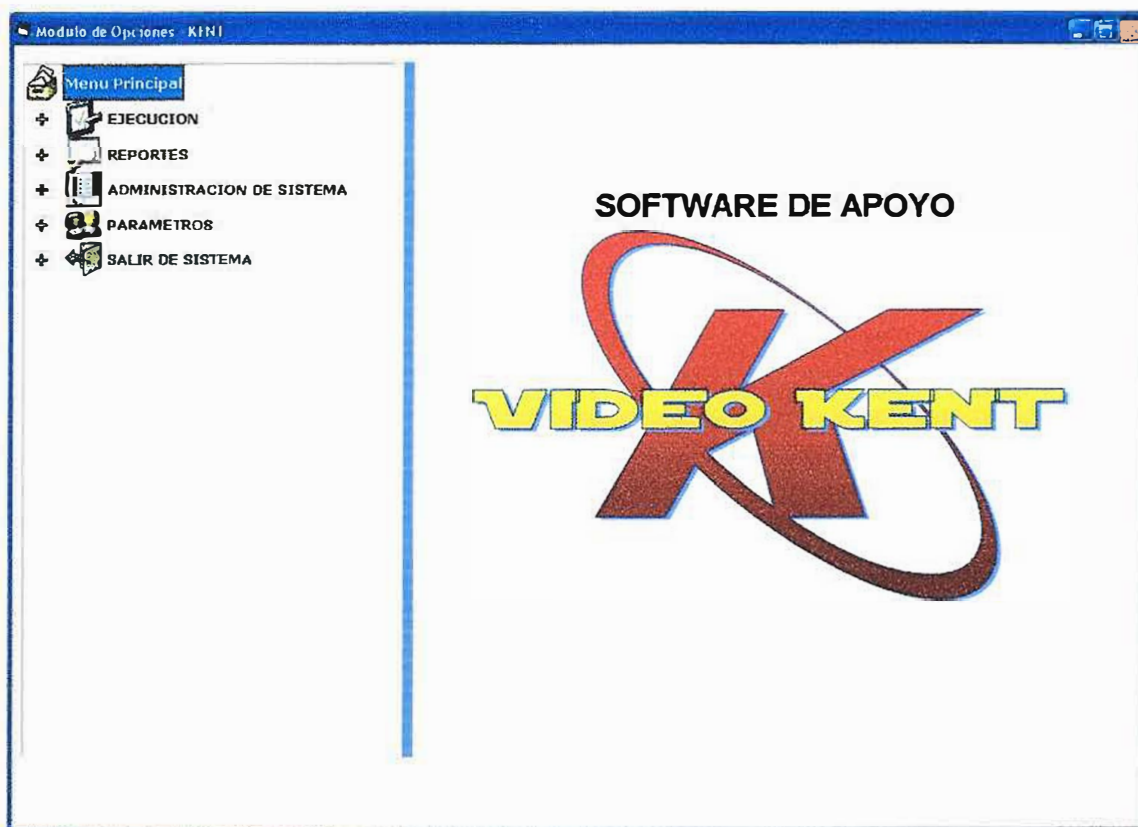 Modulo de Opciones - KENT
Menu Principal
EJECUCION
REPORTES
ADMINISTRACION DE SISTEMA
PARAMETROS
SALIR DE SISTEMA
SOFTWARE DE APOYO
K
VIDEO KENT